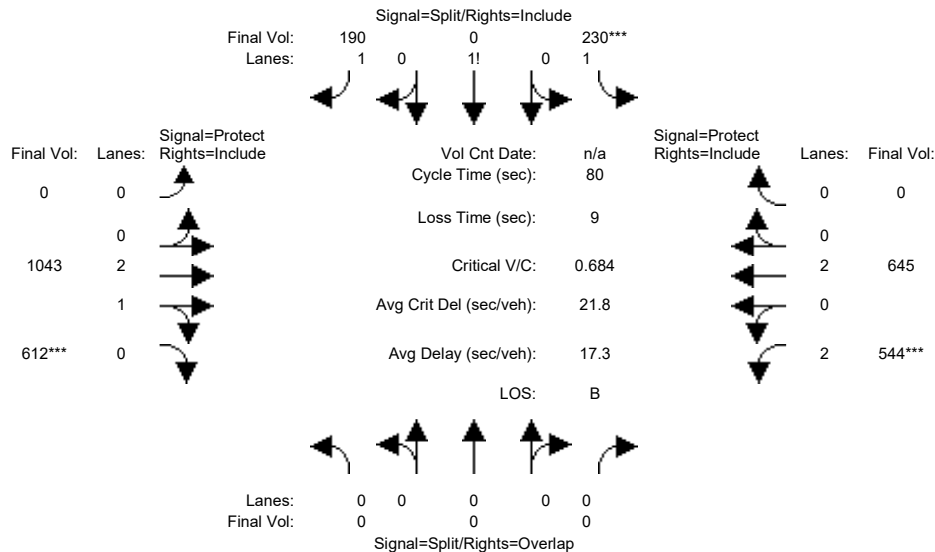 Signal=Split/Rights=Include
Final Vol: 190 0 230***
Lanes: 1 0 1! 0 1
Signal=Protect Signal=Protect
Final Vol: Lanes: Rights=Include Vol Cnt Date: n/a Rights=Include Lanes: Final Vol:
Cycle Time (sec): 80
0 0 0 0
Loss Time (sec): 9
0 0
1043 2 Critical V/C: 0.684 2 645
1 Avg Crit Del (sec/veh): 21.8 0
612*** 0 Avg Delay (sec/veh): 17.3 2 544***
LOS: B
Lanes: 0 0 0 0 0
Final Vol: 0 0 0
Signal=Split/Rights=Overlap